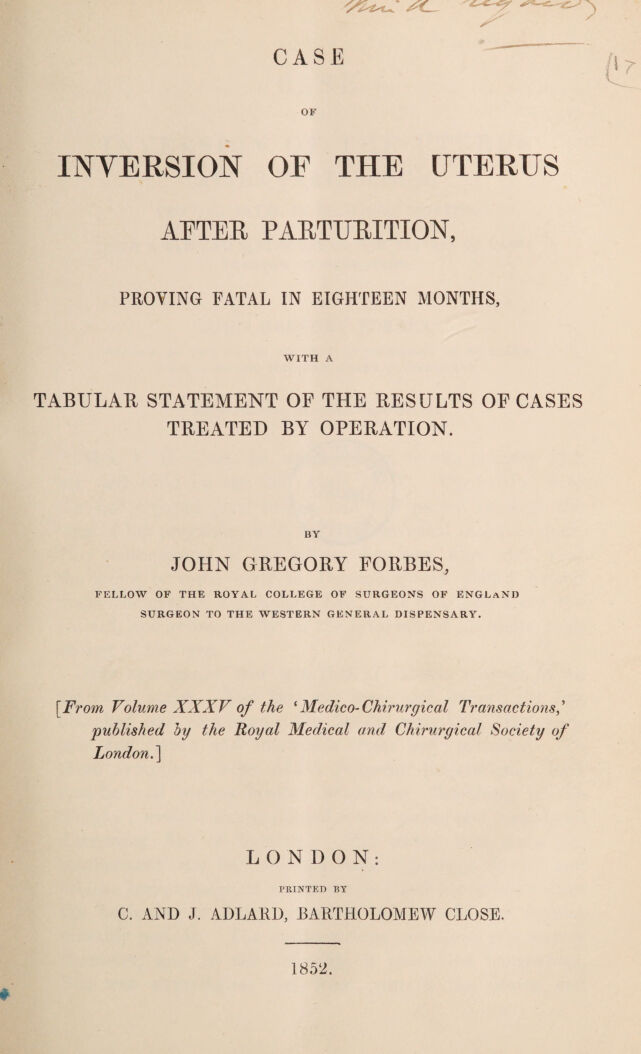 CASE
OF
INVERSION OF THE UTERUS
AFTER PARTURITION,
PROVING FATAL IN EIGHTEEN MONTHS,
WITH A
TABULAR STATEMENT OF THE RESULTS OF CASES
TREATED BY OPERATION.
BY
JOHN GREGORY FORBES,
FELLOW OF THE ROYAL COLLEGE OF SURGEONS OF ENGLAND
SURGEON TO THE WESTERN GENERAL DISPENSARY.
[From Volume XXXV of the ‘Medico-Chirurgical Transactions,’
published by the Royal Medical and Chirurgical Society of
London.]
LONDON:
PRINTED BY
C. AND J. ADLARD, BARTHOLOMEW CLOSE.
1852.